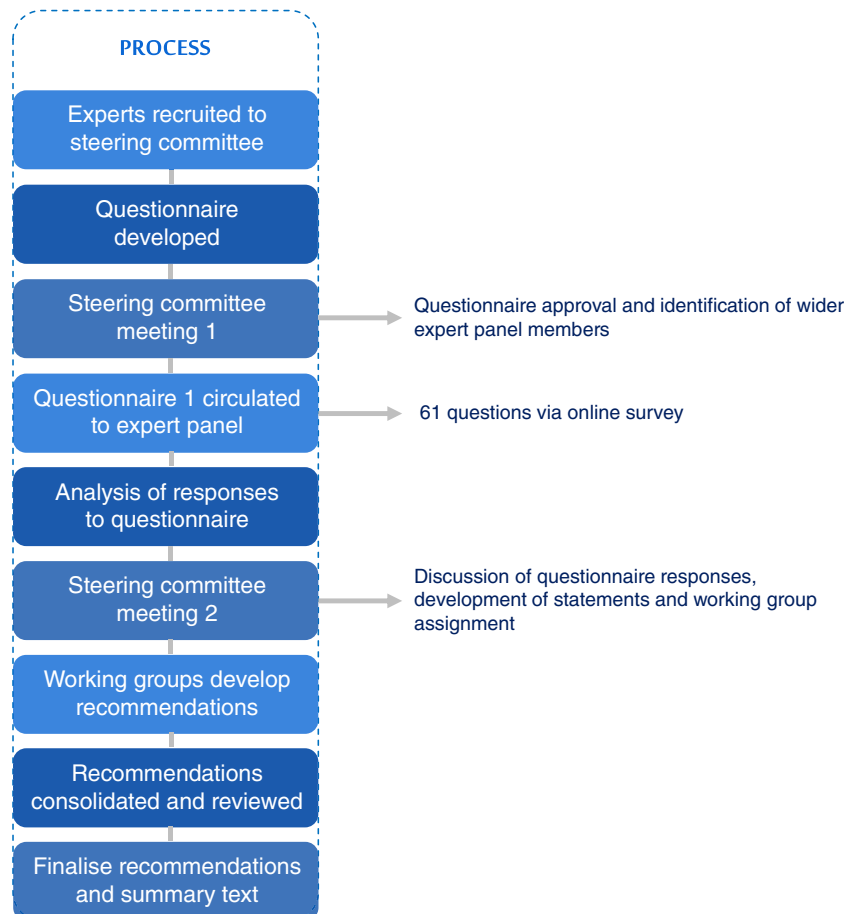 PROCESS
Experts recruited to
steering committee
Questionnaire
developed
Steering committee
meeting 1
Questionnaire approval and identification of wider
expert panel members
Questionnaire 1 circulated
to expert panel
61 questions via online survey
Analysis of responses
to questionnaire
Steering committee
meeting 2
Discussion of questionnaire responses,
development of statements and working group
assignment
Working groups develop
recommendations
Recommendations
consolidated and reviewed
Finalise recommendations
and summary text